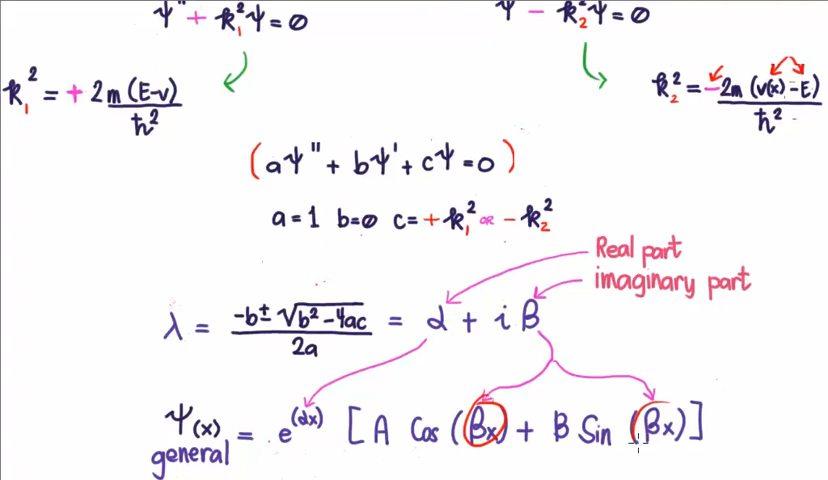 ψ'' + k₁²ψ = 0
ψ'' - k₂²ψ = 0
k₁² = + 2m (E-v) / ħ²
k₂² = - 2m (v(x) - E) / ħ²
(aψ'' + bψ' + cψ = 0)
a = 1 b = 0 c = + k₁² OR - k₂²
Real part
imaginary part
λ = -b ± √b² - 4ac / 2a = α + i β
ψ(x) general = e^(αx) [A Cos (βx) + B Sin (βx)]